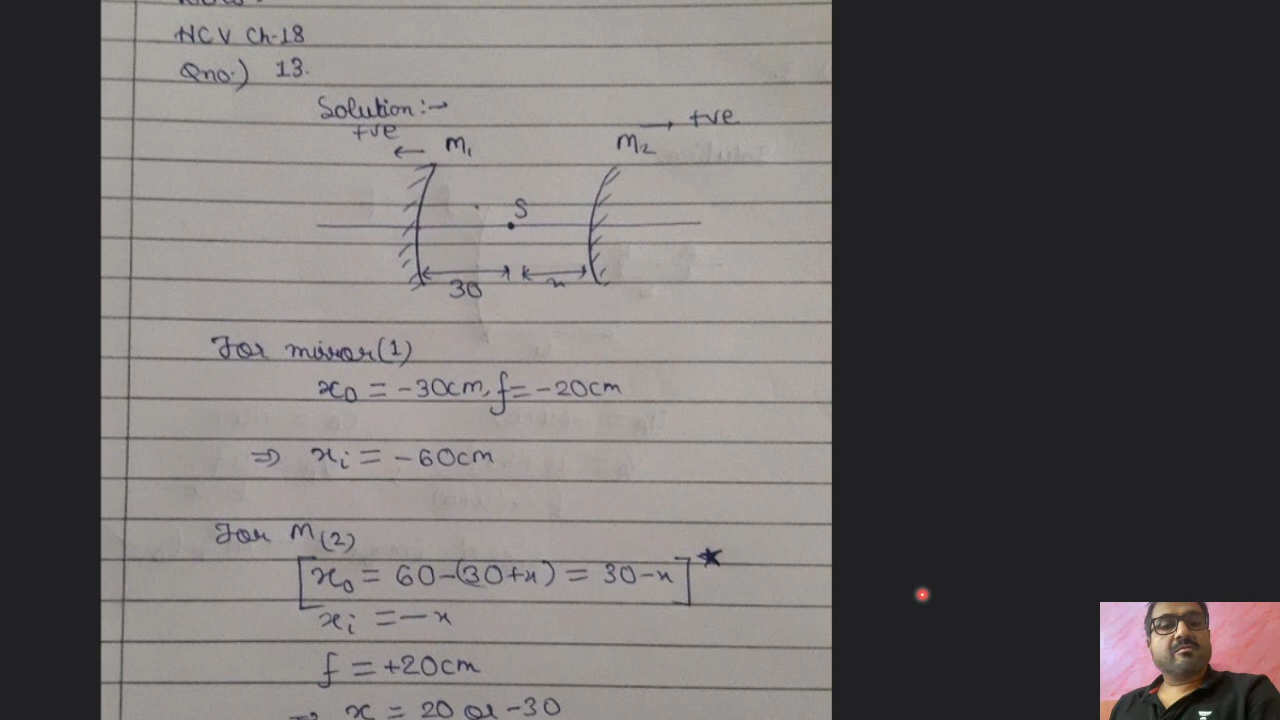 HCV Ch-18
Qno.) 13.
Solution :→
+ve
M₁
M₂
→ +ve
S
30
x
For mirror(1)
x₀ = -30cm, f = -20cm
⇒ xᵢ = -60cm
For M(2)
[x₀ = 60-(30+x) = 30-x]★
xᵢ = -x
f = +20cm
⇒ x = 20 or -30